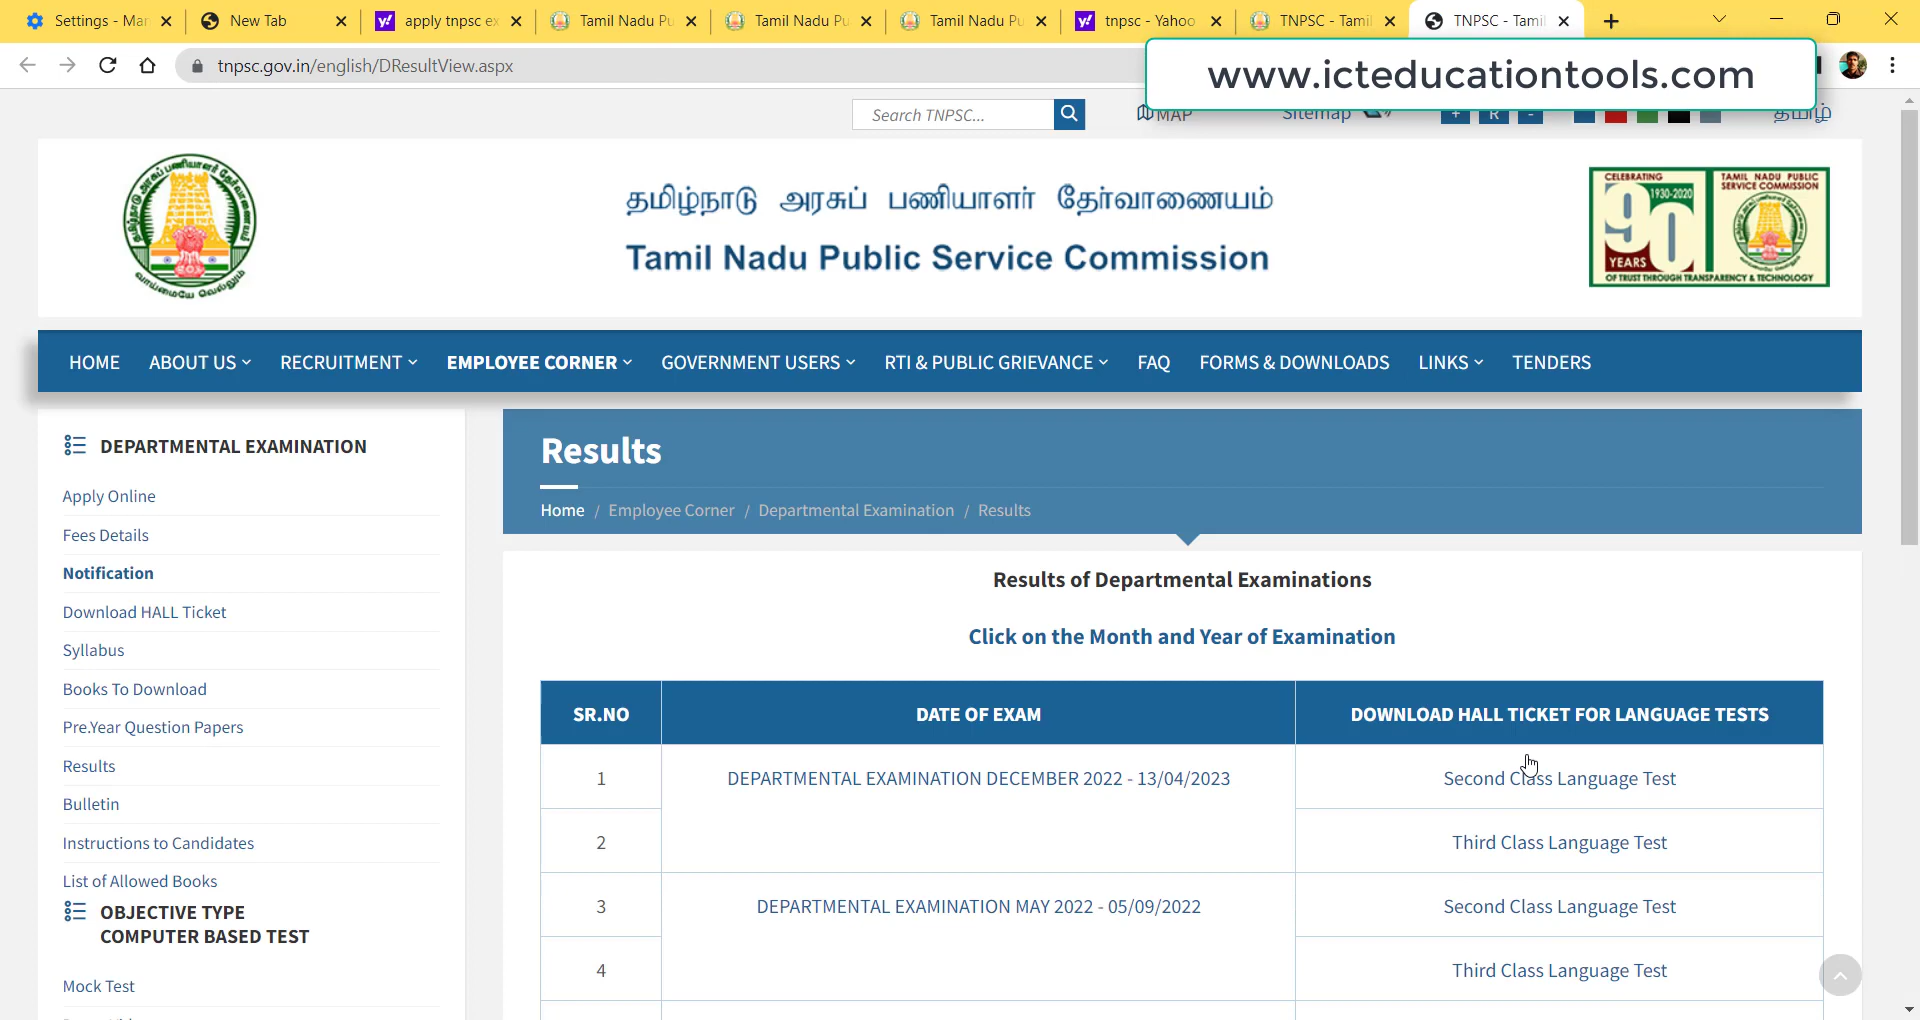 Settings - Man
New Tab
apply tnpsc ex
Tamil Nadu Pu
Tamil Nadu Pu
Tamil Nadu Pu
tnpsc - Yahoo
TNPSC - Tamil
TNPSC - Tamil
tnpsc.gov.in/english/DResultView.aspx
www.icteducationtools.com
Search TNPSC...
MAP
Sitemap
+ R -
தமிழ்
தமிழ்நாடு அரசுப் பணியாளர் தேர்வாணையம்
Tamil Nadu Public Service Commission
தமிழ்நாடு அரசுப் பணியாளர் தேர்வாணையம்
வாய்மையே வெல்லும்
CELEBRATING
1930-2020
90
YEARS
TAMIL NADU PUBLIC
SERVICE COMMISSION
OF TRUST THROUGH TRANSPARENCY & TECHNOLOGY
HOME ABOUT US RECRUITMENT EMPLOYEE CORNER GOVERNMENT USERS RTI & PUBLIC GRIEVANCE FAQ FORMS & DOWNLOADS LINKS TENDERS
DEPARTMENTAL EXAMINATION
Apply Online
Fees Details
Notification
Download HALL Ticket
Syllabus
Books To Download
Pre.Year Question Papers
Results
Bulletin
Instructions to Candidates
List of Allowed Books
OBJECTIVE TYPE
COMPUTER BASED TEST
Mock Test
Results
Home / Employee Corner / Departmental Examination / Results
Results of Departmental Examinations
Click on the Month and Year of Examination
SR.NO DATE OF EXAM DOWNLOAD HALL TICKET FOR LANGUAGE TESTS
1 DEPARTMENTAL EXAMINATION DECEMBER 2022 - 13/04/2023 Second Class Language Test
2 Third Class Language Test
3 DEPARTMENTAL EXAMINATION MAY 2022 - 05/09/2022 Second Class Language Test
4 Third Class Language Test